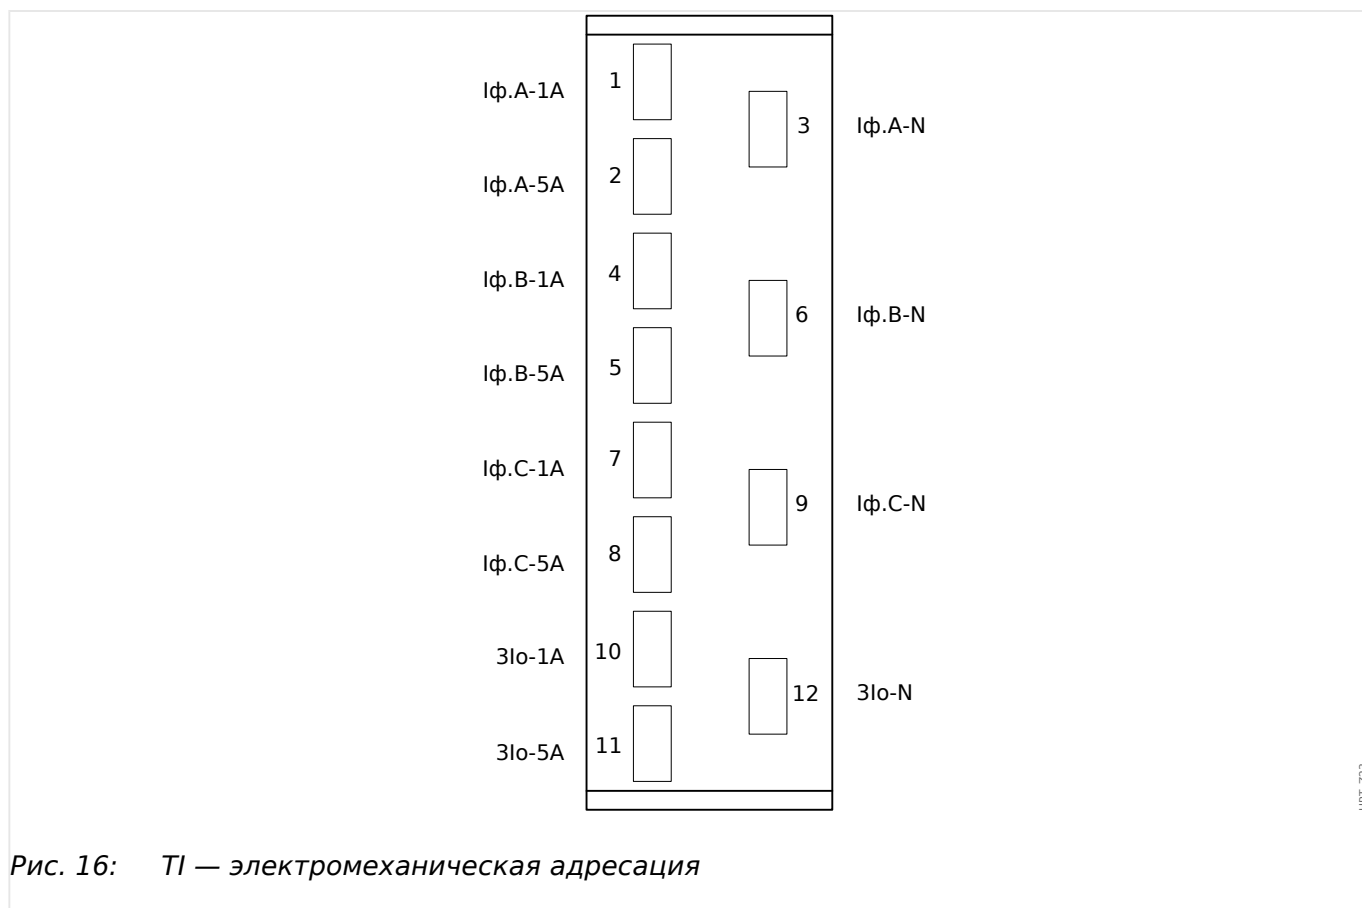 Iф.A-1A 1
3 Iф.A-N
Iф.A-5A 2
Iф.B-1A 4
6 Iф.B-N
Iф.B-5A 5
Iф.C-1A 7
9 Iф.C-N
Iф.C-5A 8
3Io-1A 10
12 3Io-N
3Io-5A 11
Рис. 16: TI — электромеханическая адресация